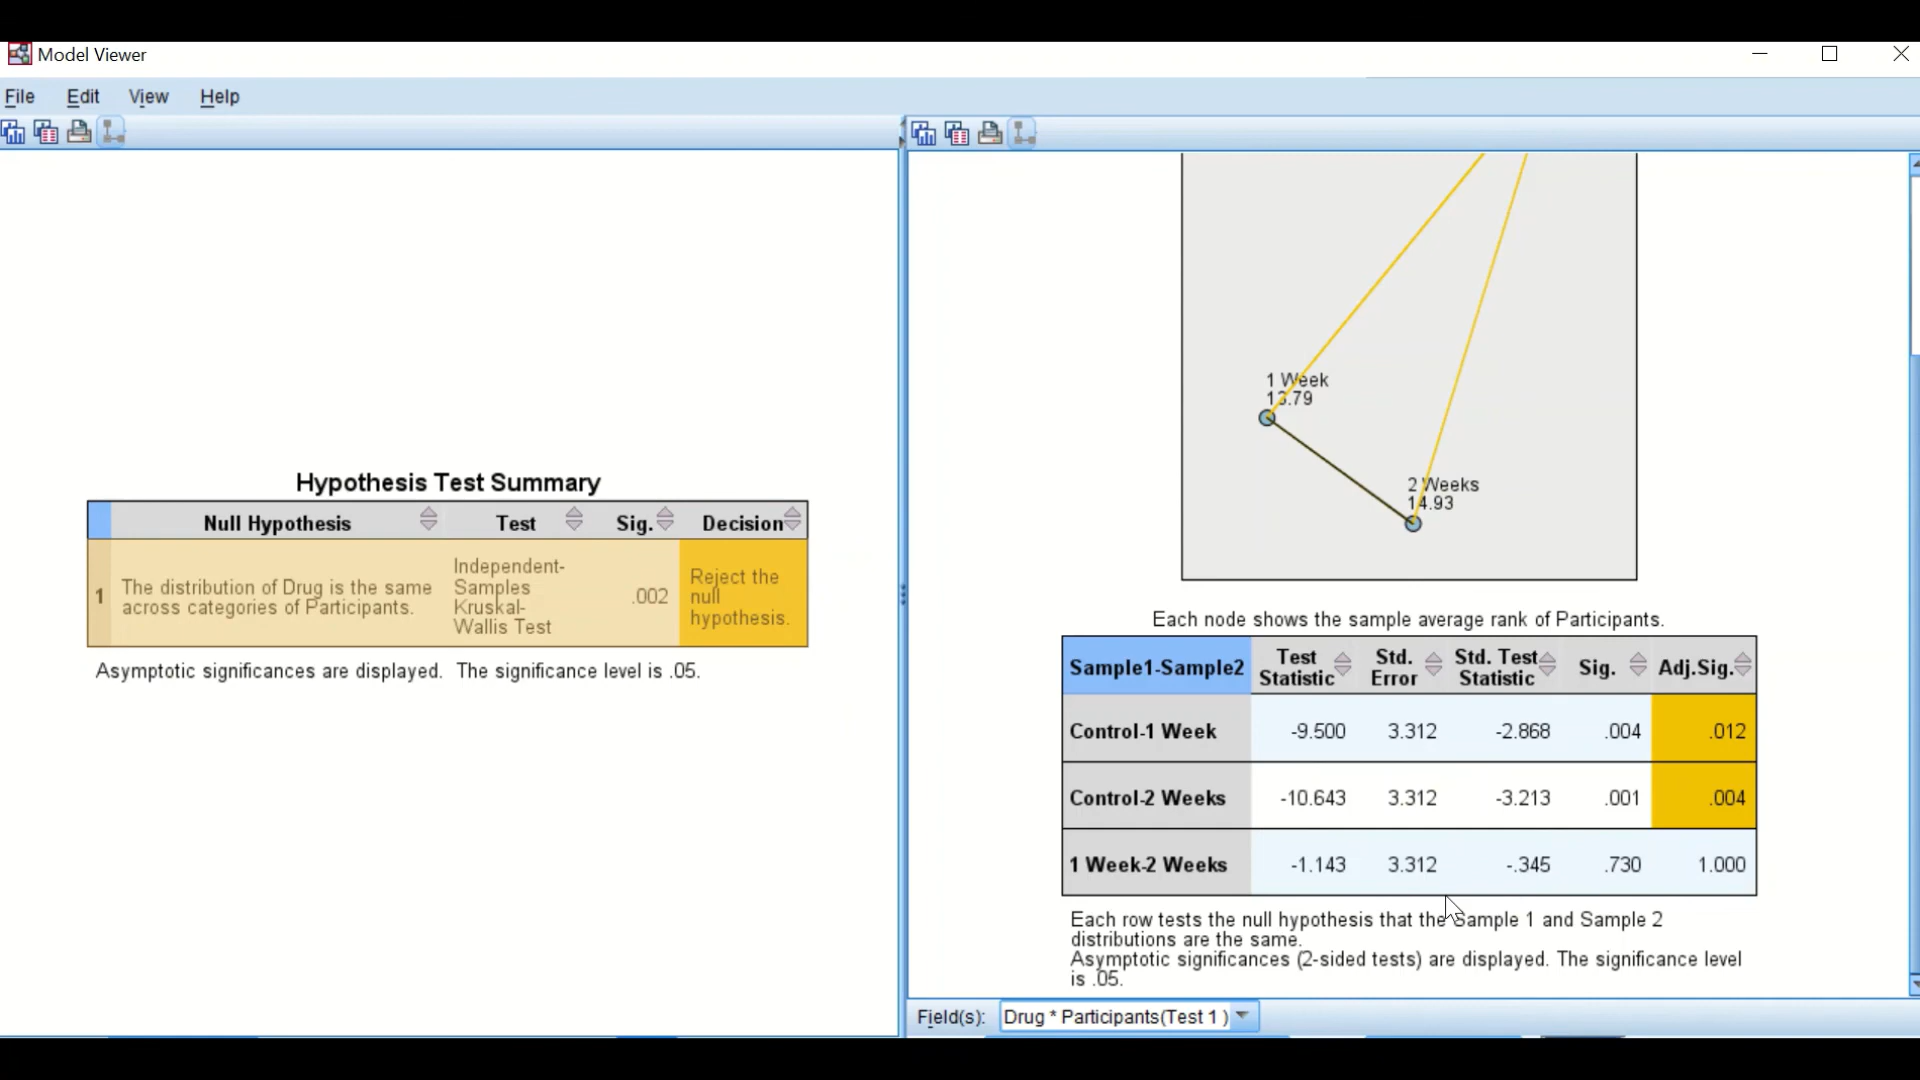 Model Viewer
File Edit View Help
Hypothesis Test Summary
Null Hypothesis Test Sig. Decision
1 The distribution of Drug is the same across categories of Participants. Independent-Samples Kruskal-Wallis Test .002 Reject the null hypothesis.
Asymptotic significances are displayed. The significance level is .05.
1 Week
13.79
2 Weeks
14.93
Each node shows the sample average rank of Participants.
Sample1-Sample2 Test Statistic Std. Error Std. Test Statistic Sig. Adj.Sig.
Control-1 Week -9.500 3.312 -2.868 .004 .012
Control-2 Weeks -10.643 3.312 -3.213 .001 .004
1 Week-2 Weeks -1.143 3.312 -.345 .730 1.000
Each row tests the null hypothesis that the Sample 1 and Sample 2
distributions are the same.
Asymptotic significances (2-sided tests) are displayed. The significance level
is .05.
Field(s): Drug * Participants(Test 1 )